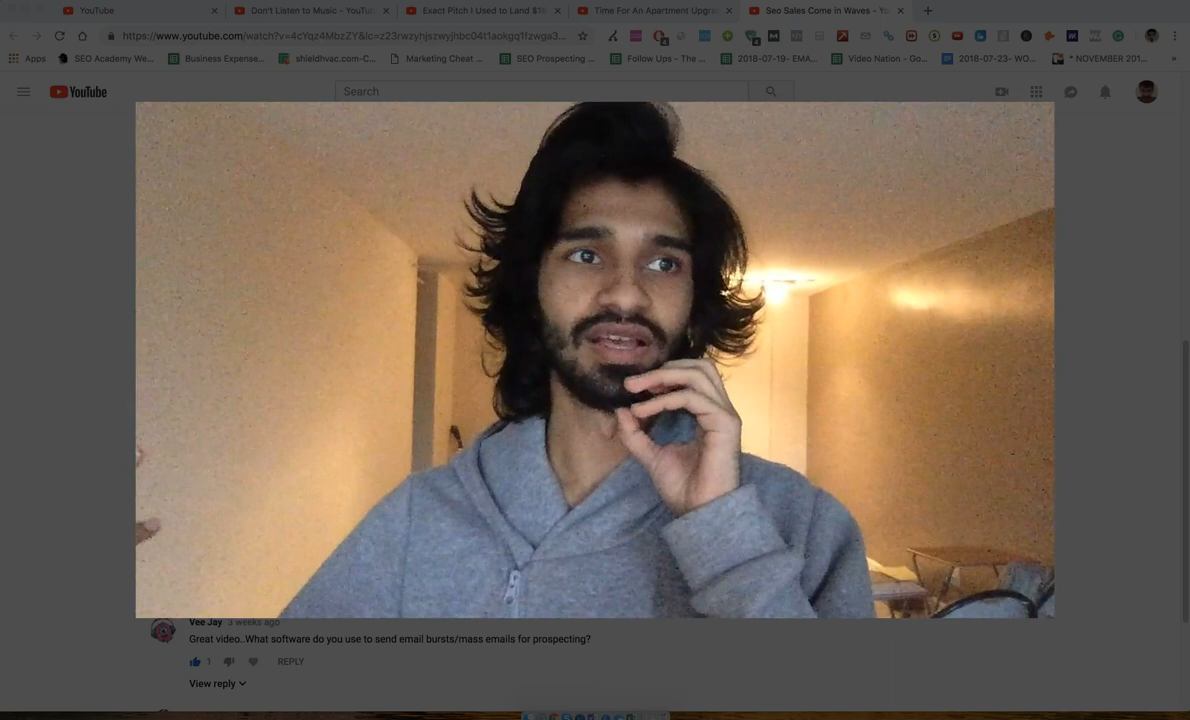 YouTube
Don't Listen to Music - YouTu
Exact Pitch I Used to Land $1
Time For An Apartment Upgra
Seo Sales Come in Waves - Yo
https://www.youtube.com/watch?v=4cYqz4MbzZY&lc=z23rwzyhjszwyjhbc04t1aokgq1fzwga3...
Apps
SEO Academy We...
Business Expense...
shieldhvac.com-C...
Marketing Cheat ...
SEO Prospecting ...
Follow Ups - The ...
2018-07-19- EMA...
Video Nation - Go...
2018-07-23- WO...
* NOVEMBER 201...
YouTube
Search
Vee Jay 3 weeks ago
Great video..What software do you use to send email bursts/mass emails for prospecting?
1
REPLY
View reply